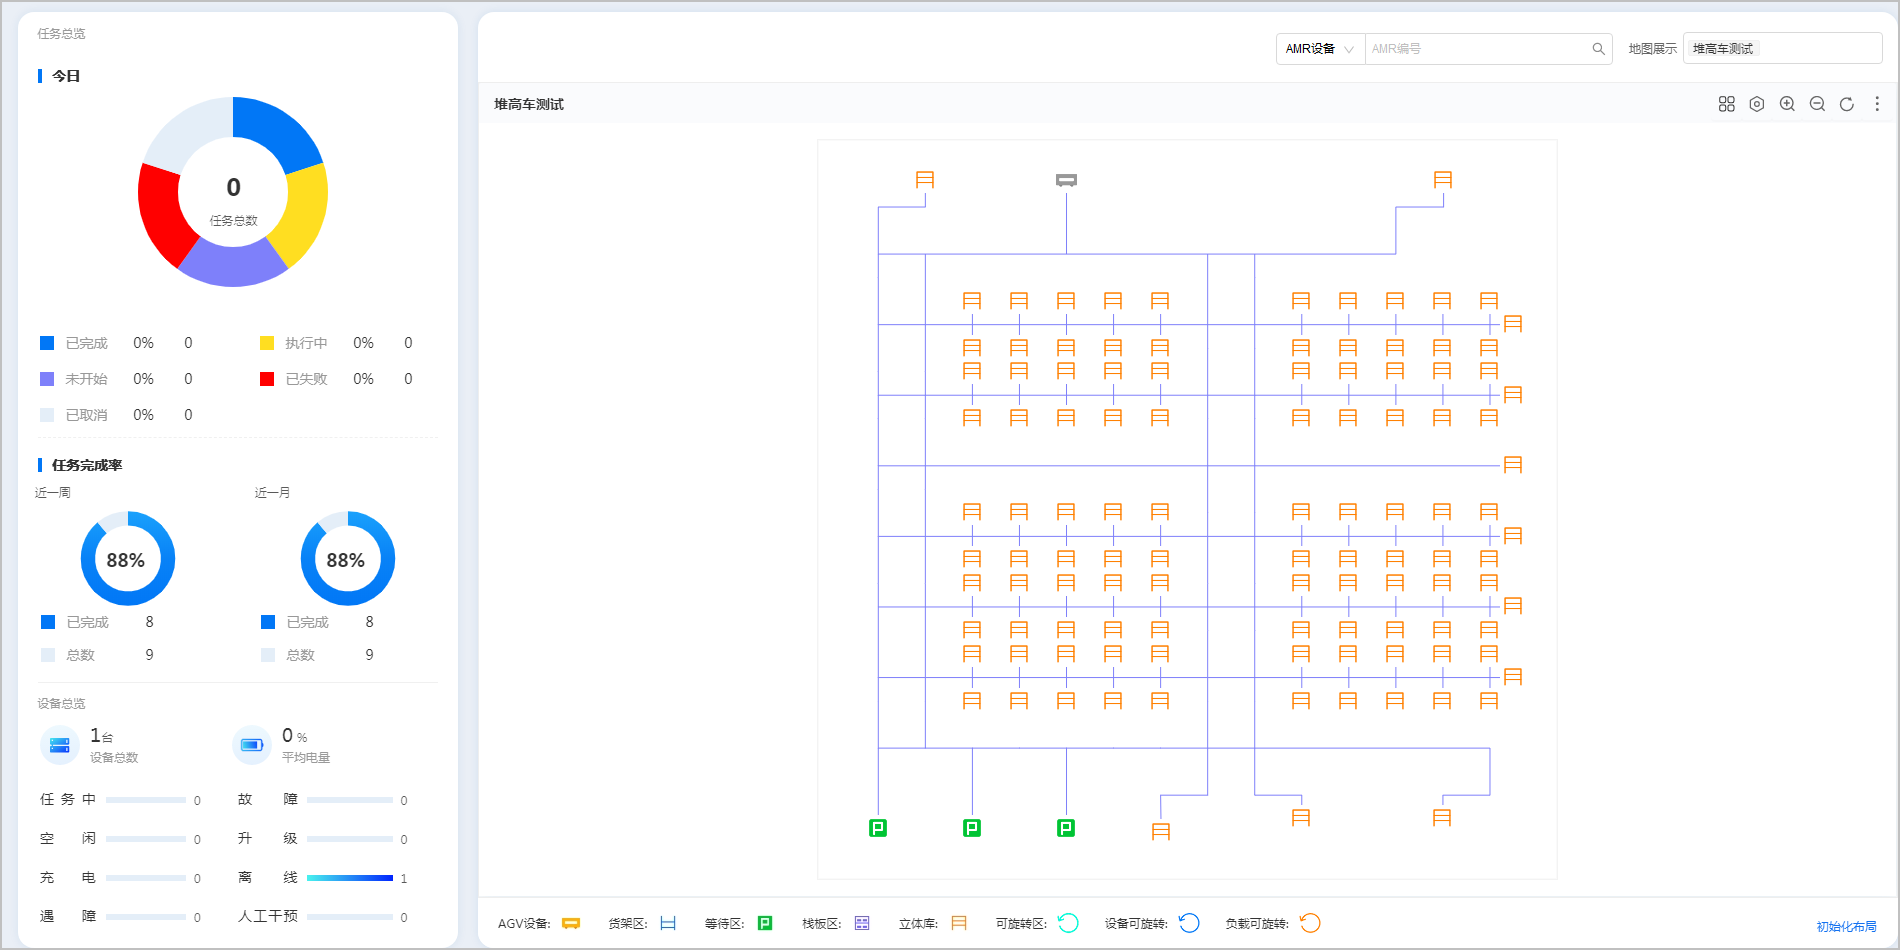 任务总览
今日
0
任务总数
已完成 0% 0 执行中 0% 0
未开始 0% 0 已失败 0% 0
已取消 0% 0
任务完成率
近一周 近一月
88% 88%
已完成 8 已完成 8
总数 9 总数 9
设备总览
1台 0 %
设备总数 平均电量
任务中 0 故障 0
空闲 0 升级 0
充电 0 离线 1
遇障 0 人工干预 0
AMR设备 AMR编号 地图展示 堆高车测试
堆高车测试
AGV设备: 货架区: 等待区: 栈板区: 立体库: 可旋转区: 设备可旋转: 负载可旋转:
初始化布局